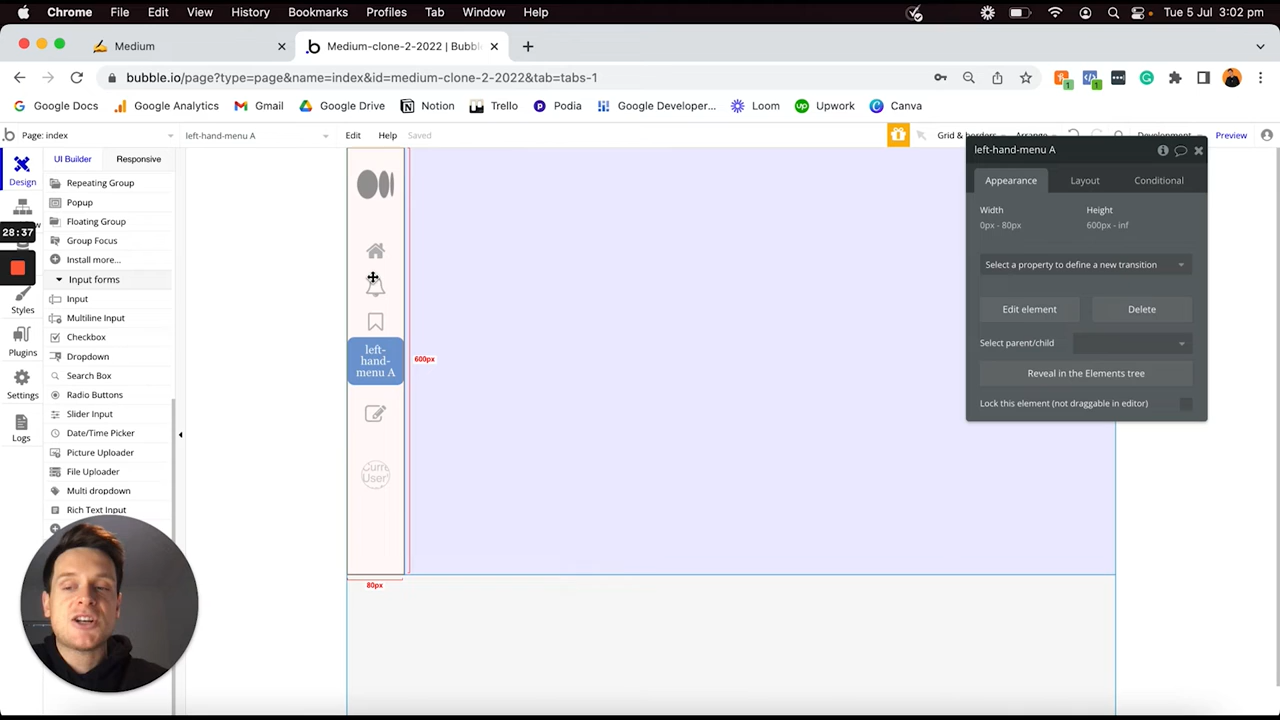 Chrome File Edit View History Bookmarks Profiles Tab Window Help Tue 5 Jul 3:02 pm
Medium Medium-clone-2-2022 | Bubbl
bubble.io/page?type=page&name=index&id=medium-clone-2-2022&tab=tabs-1
Google Docs Google Analytics Gmail Google Drive Notion Trello Podia Google Developer... Loom Upwork Canva
Page: index left-hand-menu A Edit Help Saved Grid & borders Arrange Development Preview
UI Builder Responsive
Design
Repeating Group
Popup
Floating Group
28:37
Group Focus
Install more...
Input forms
Input
Styles
Multiline Input
Checkbox
Plugins
Dropdown
Search Box
Settings
Radio Buttons
Slider Input
Logs
Date/Time Picker
Picture Uploader
File Uploader
Multi dropdown
Rich Text Input
left-
hand-
menu A
Curre
User'
600px
80px
left-hand-menu A
Appearance Layout Conditional
Width Height
0px - 80px 600px - inf
Select a property to define a new transition
Edit element Delete
Select parent/child
Reveal in the Elements tree
Lock this element (not draggable in editor)